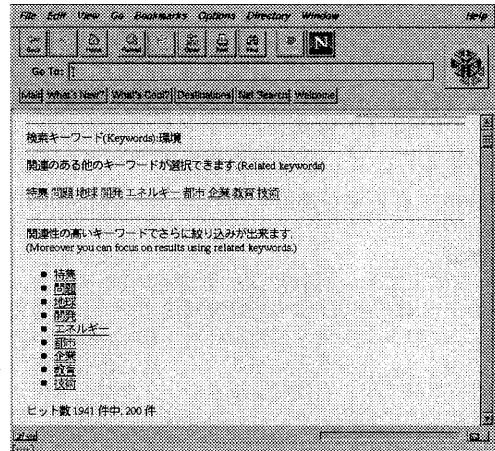 File Edit View Go Bookmarks Options Directory Window Help
N
Go To:
What's New? What's Cool? Destinations Net Search Welcome
検索キーワード(Keywords):環境
関連のある他のキーワードが選択できます.(Related keywords)
特集 問題 地球 開発 エネルギー 都市 企業 教育 技術
関連性の高いキーワードでさらに絞り込みが出来ます.
(Moreover you can focus on results using related keywords.)
特集
問題
地球
開発
エネルギー
都市
企業
教育
技術
ヒット数 1941 件中, 200 件